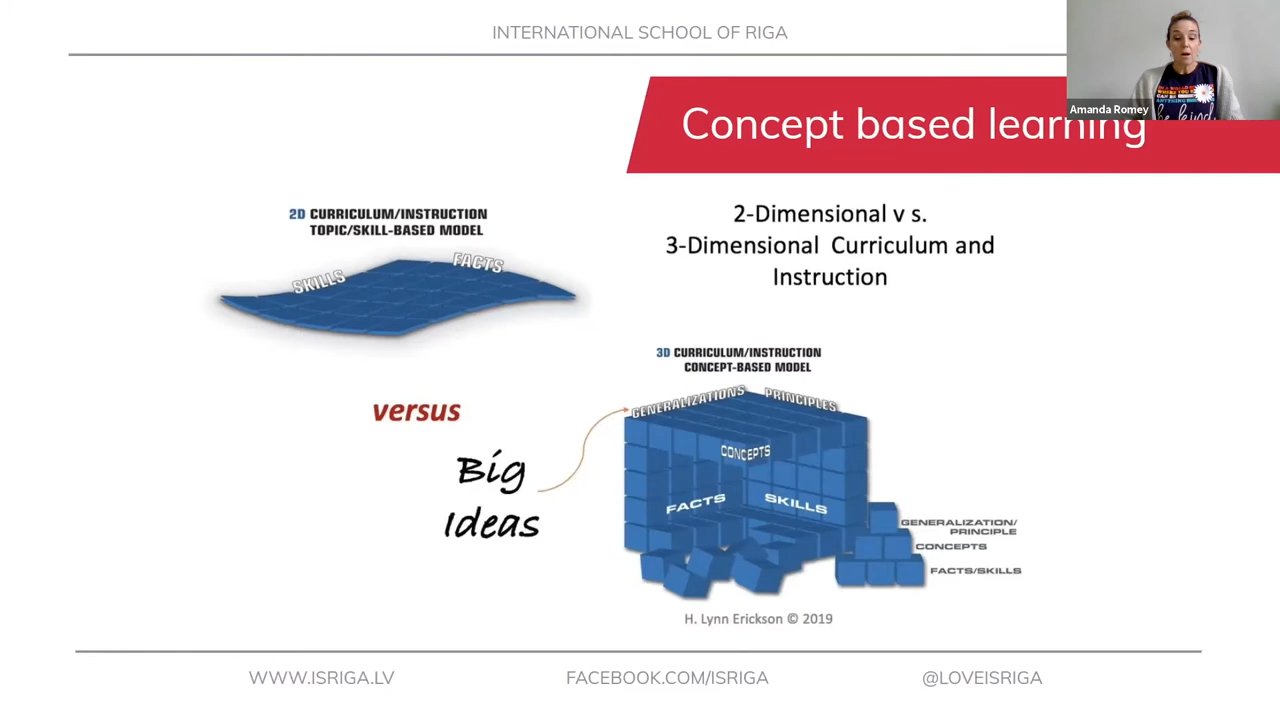 INTERNATIONAL SCHOOL OF RIGA
Amanda Romey
be kind
Concept based learning
2D CURRICULUM/INSTRUCTION
TOPIC/SKILL-BASED MODEL
SKILLS
FACTS
2-Dimensional v s.
3-Dimensional Curriculum and
Instruction
versus
Big
Ideas
3D CURRICULUM/INSTRUCTION
CONCEPT-BASED MODEL
GENERALIZATIONS
PRINCIPLES
CONCEPTS
FACTS
SKILLS
GENERALIZATION/
PRINCIPLE
CONCEPTS
FACTS/SKILLS
H. Lynn Erickson © 2019
WWW.ISRIGA.LV
FACEBOOK.COM/ISRIGA
@LOVEISRIGA